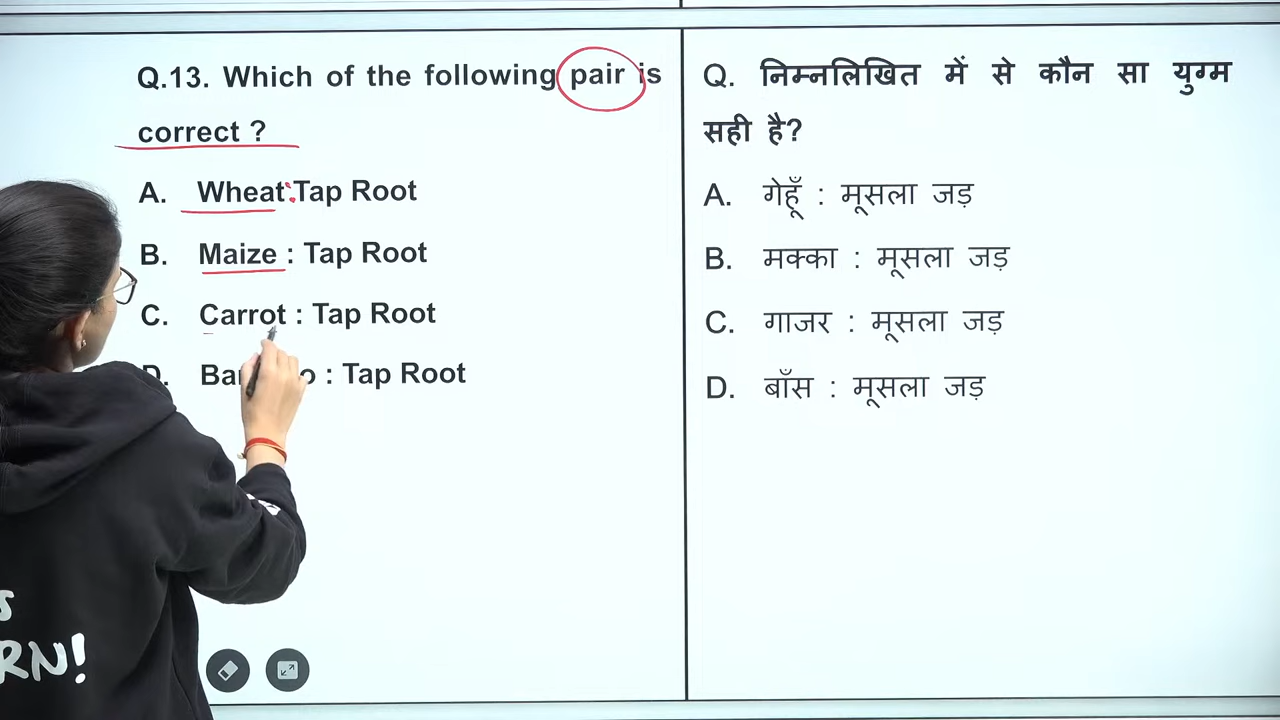 Q.13. Which of the following pair is
correct ?
A. Wheat : Tap Root
B. Maize : Tap Root
C. Carrot : Tap Root
D. : Tap Root
Q. निम्नलिखित में से कौन सा युग्म
सही है?
A. गेहूँ : मूसला जड़
B. मक्का : मूसला जड़
C. गाजर : मूसला जड़
D. बाँस : मूसला जड़
RN!